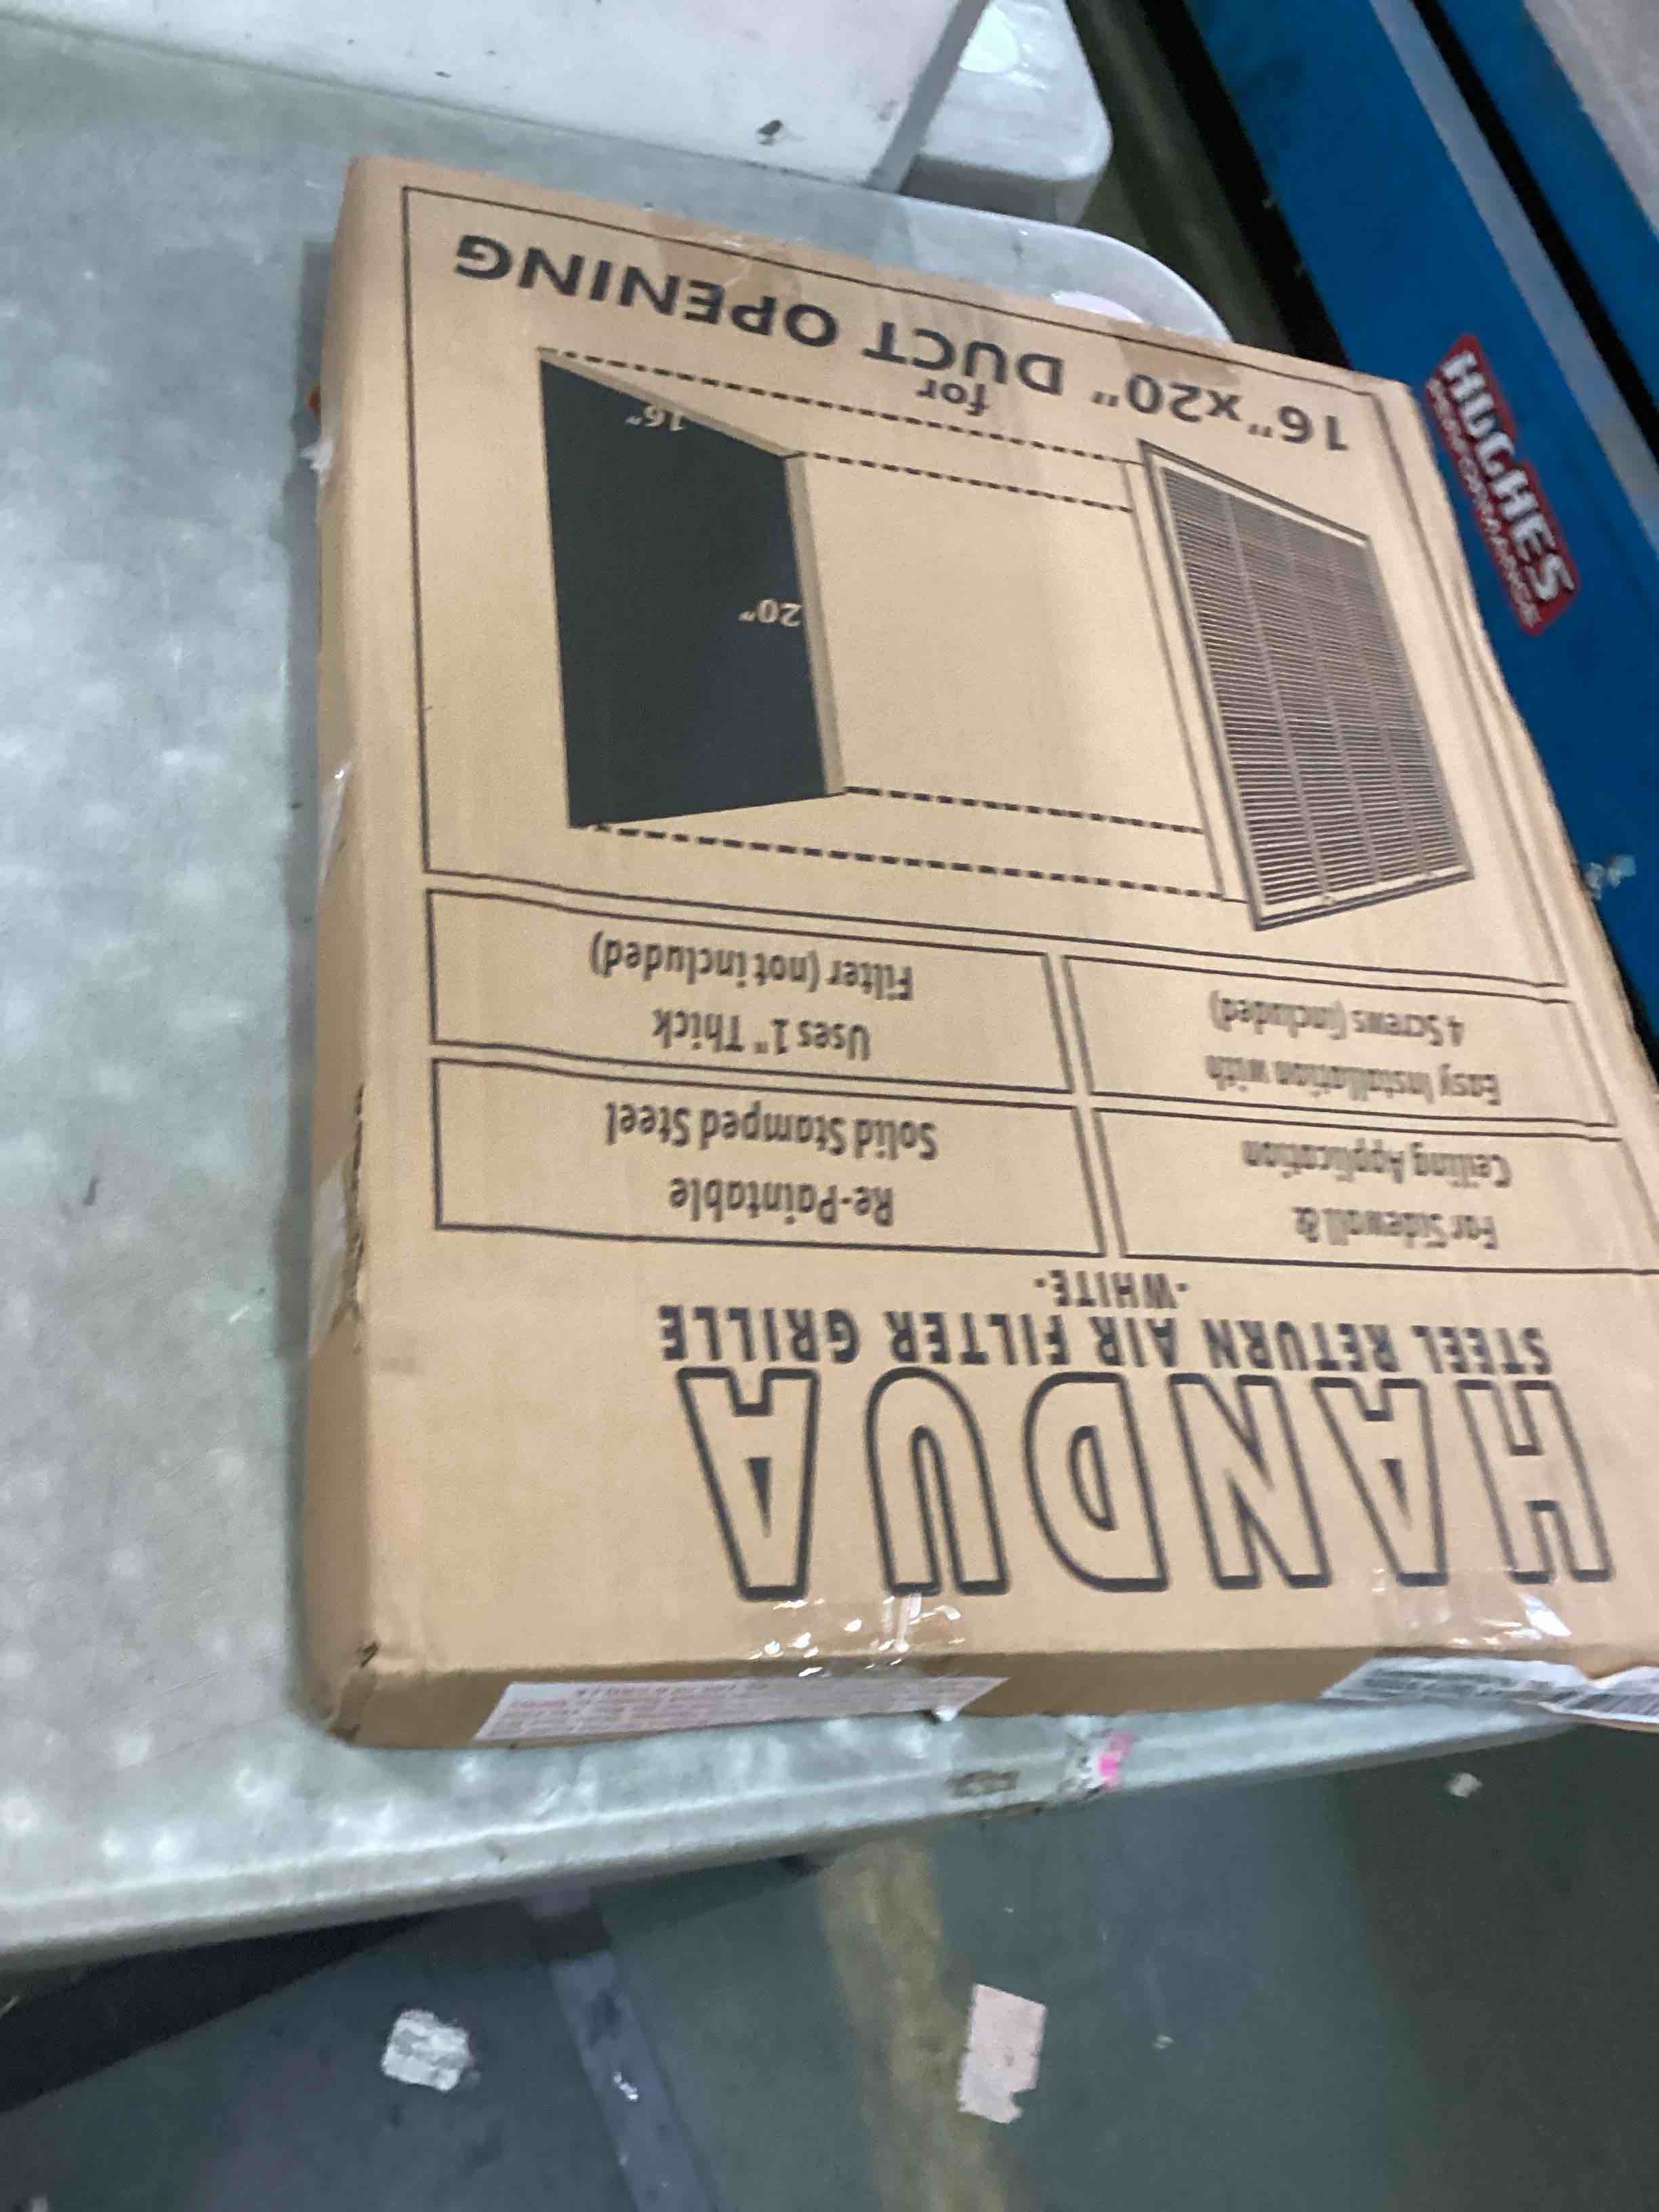 HANDUA
STEEL RETURN AIR FILTER GRILLE
-WHITE-
For Sidewall &
Ceiling Application
Re-Paintable
Solid Stamped Steel
Easy Installation with
4 Screws (included)
Uses 1" Thick
Filter (not included)
20"
16"
for
16"x20" DUCT OPENING
HUGHES
PERFORMANCE